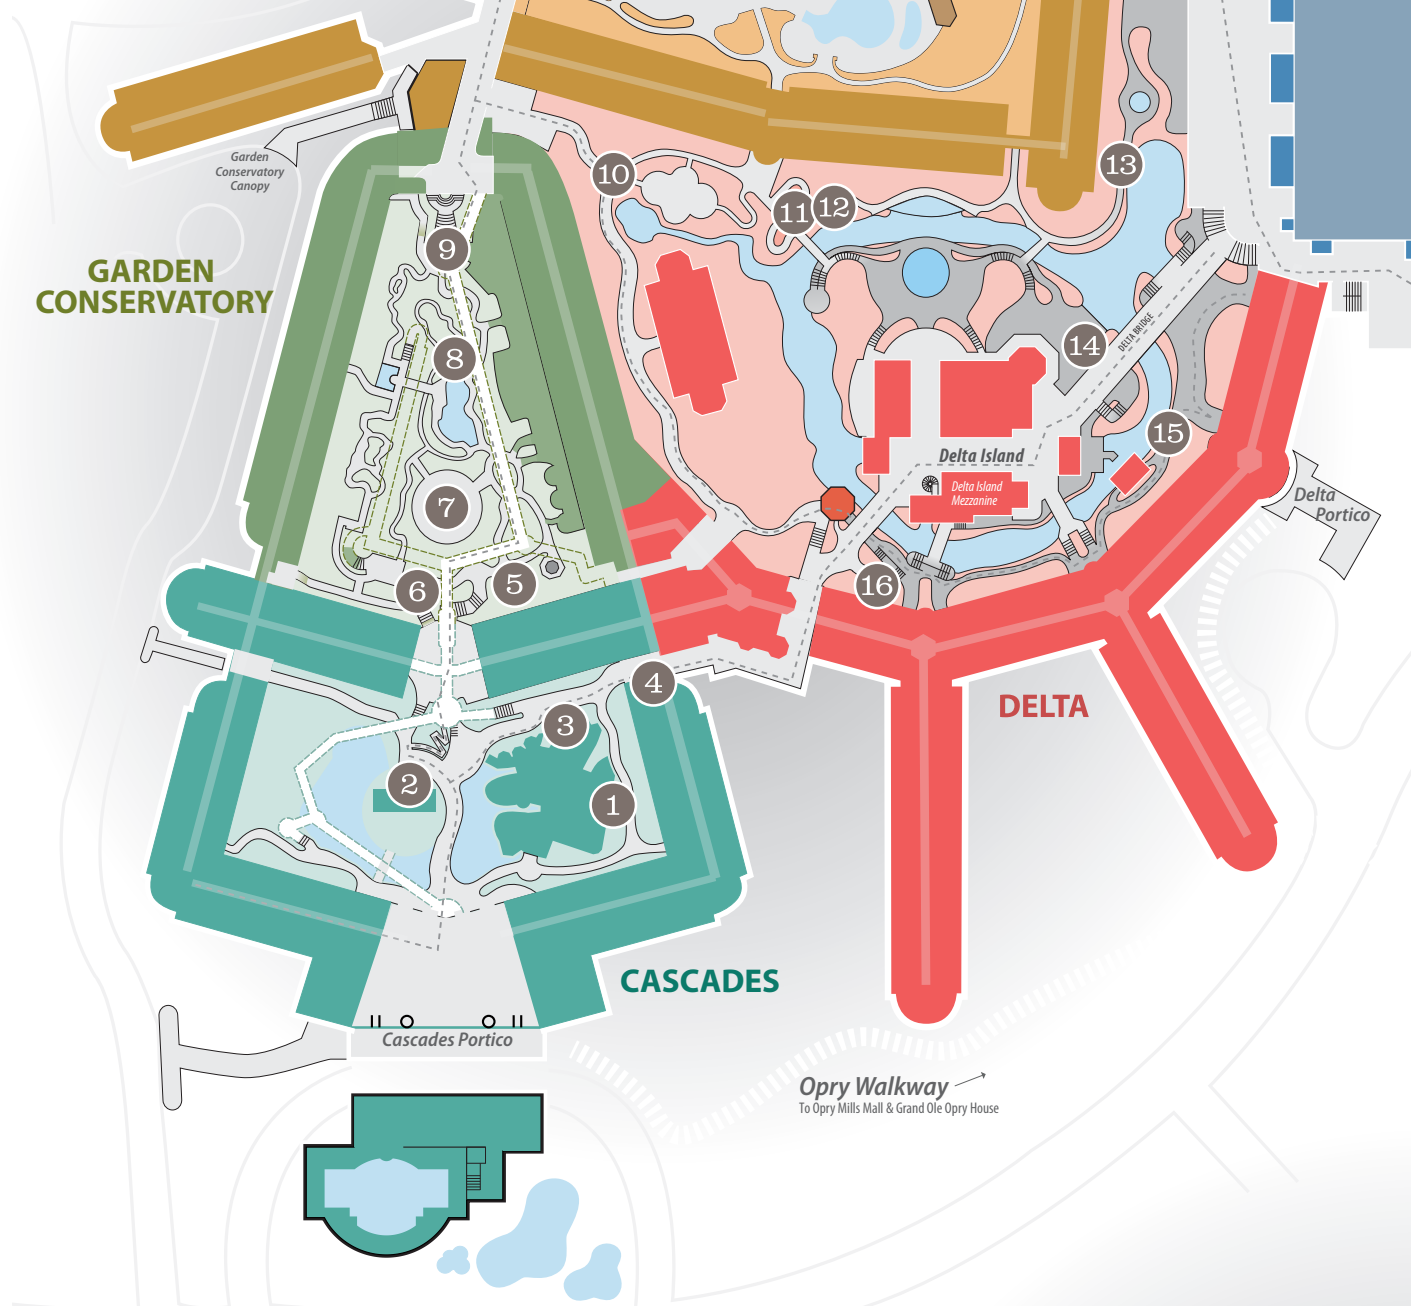 13
10
Garden
Conservatory
Canopy
11
12
9
GARDEN
CONSERVATORY
DELTA BRIDGE
14
8
15
Delta Island
Delta Island
Mezzanine
Delta
Portico
7
5
6
16
4
DELTA
3
2
1
CASCADES
Cascades Portico
Opry Walkway
To Opry Mills Mall & Grand Ole Opry House